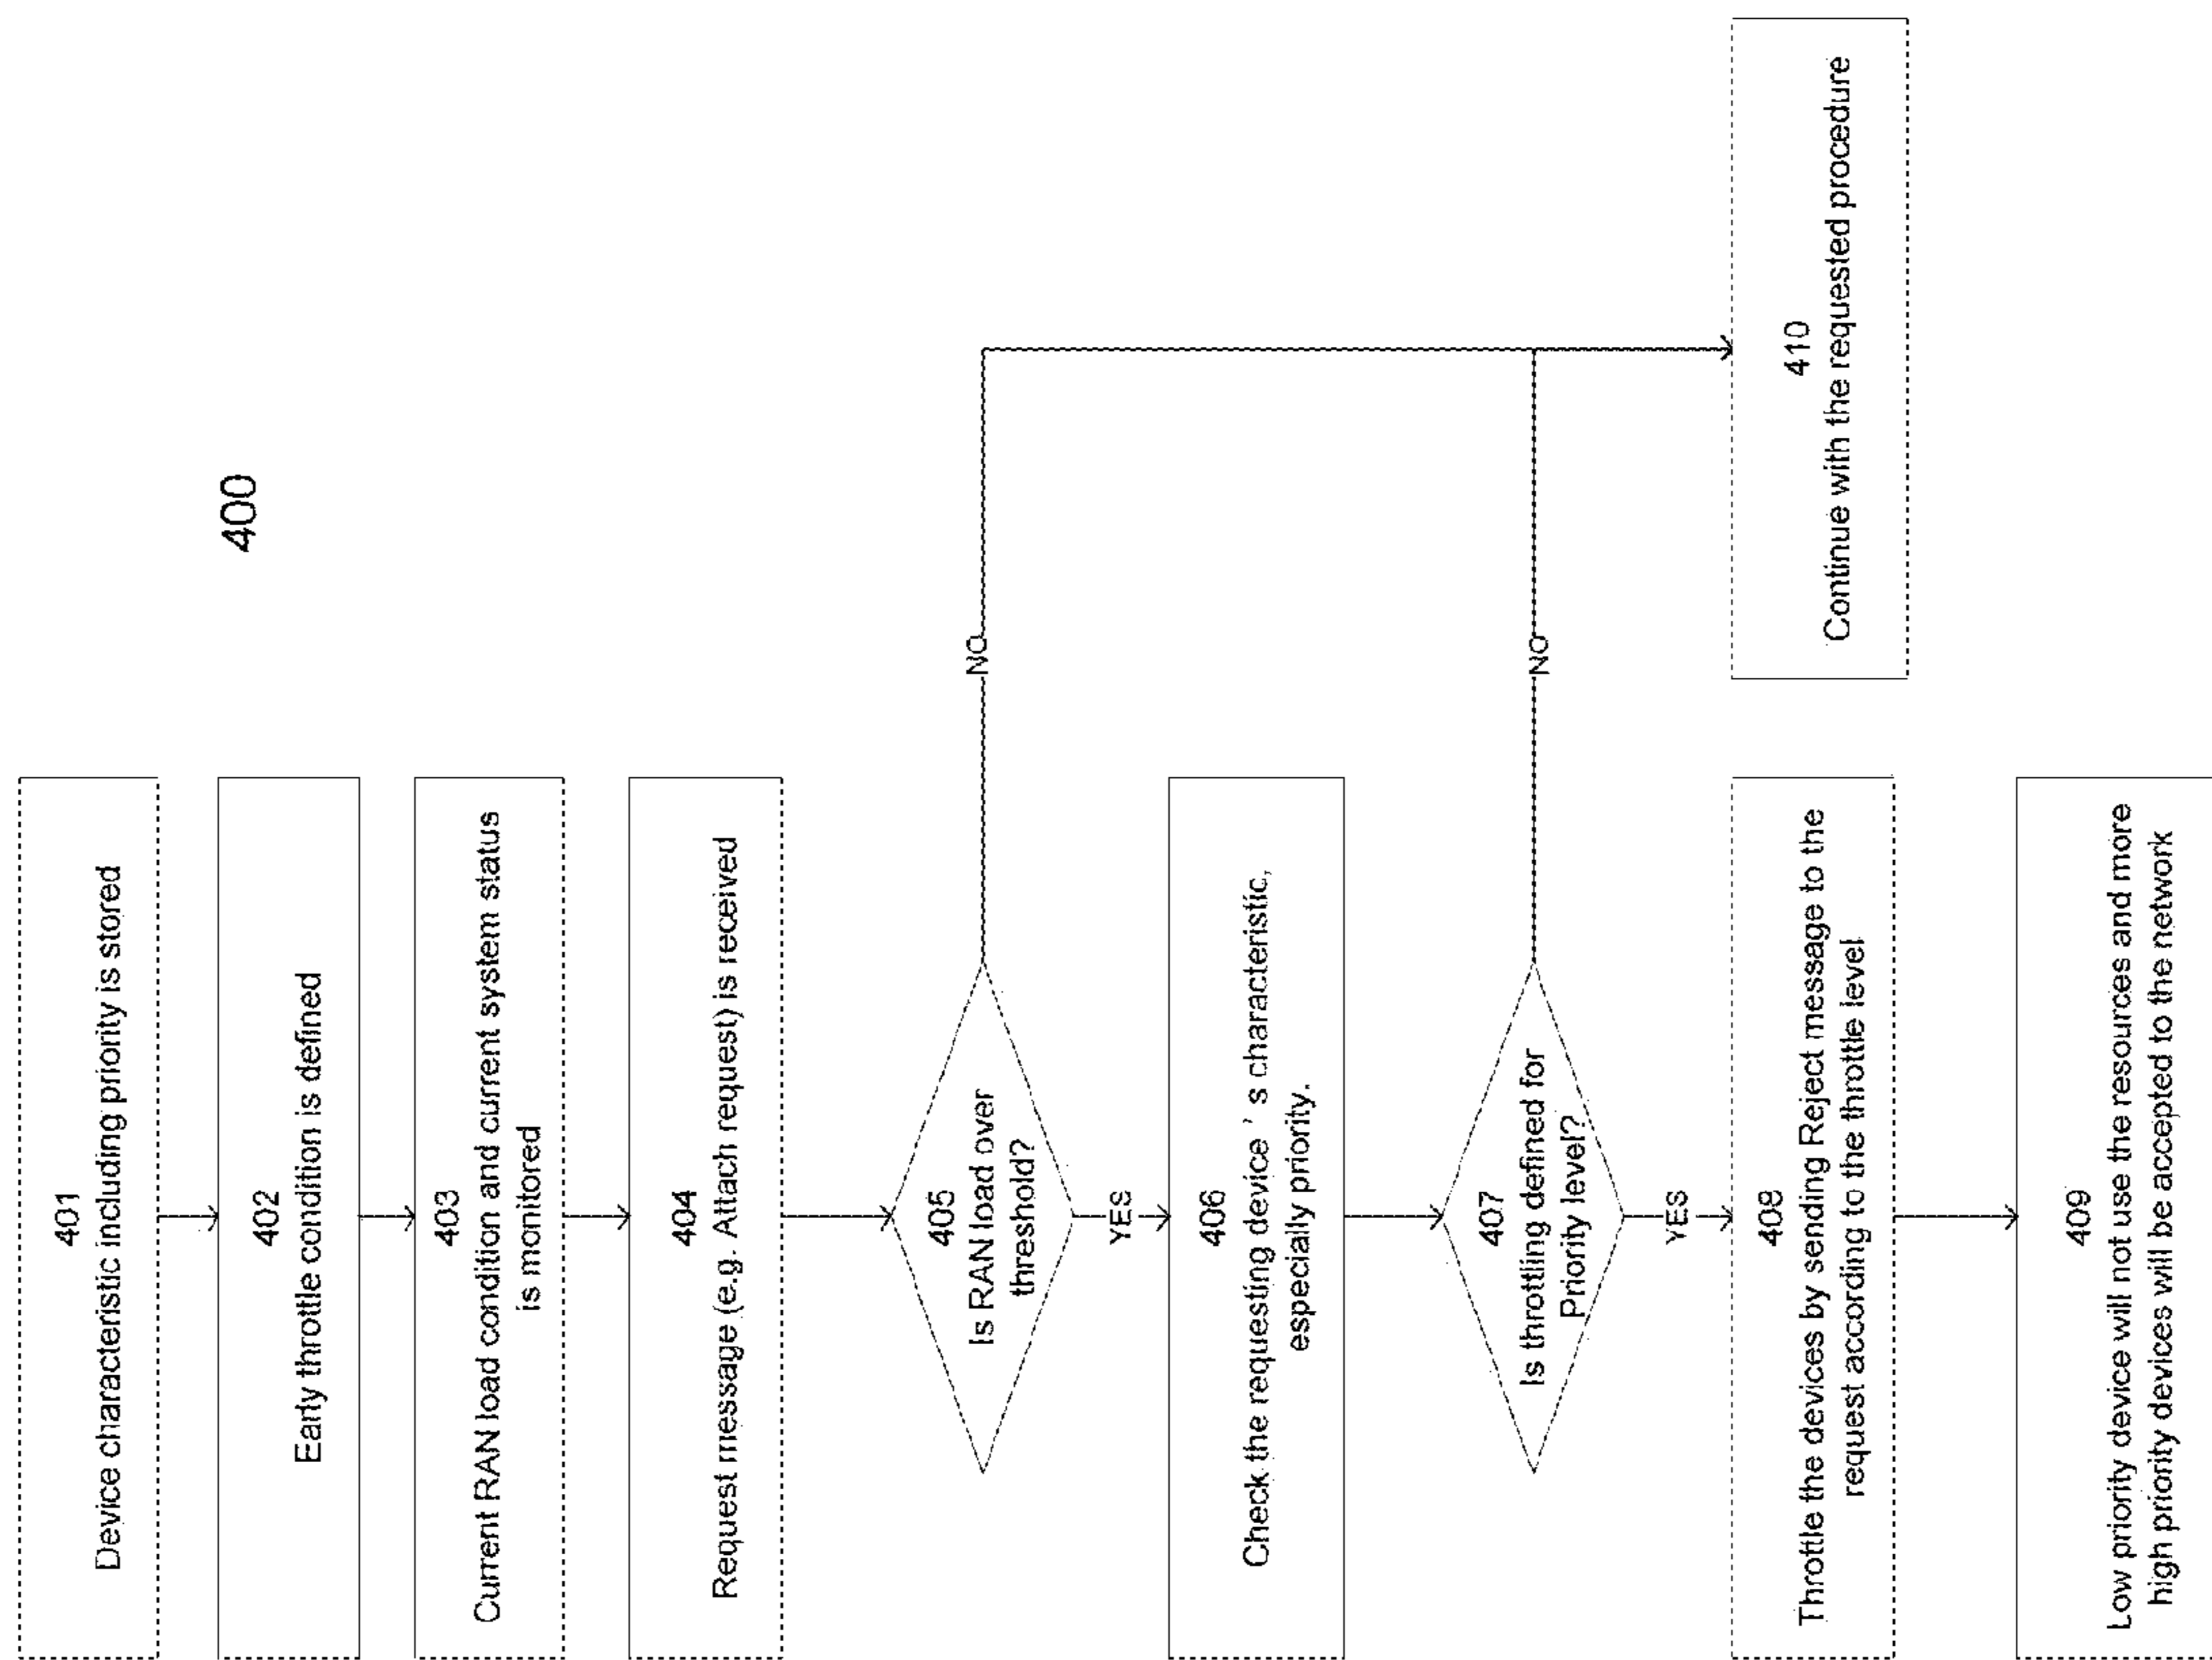 400
401
Device characteristic including priority is stored
402
Early throttle condition is defined
403
Current RAN load condition and current system status
is monitored
404
Request message (e.g. Attach request) is received
405
Is RAN load over
threshold?
NO
YES
406
Check the requesting device ' s characteristic,
especially priority.
407
Is throttling defined for
Priority level?
NO
YES
408
Throttle the devices by sending Reject message to the
request according to the throttle level
410
Continue with the requested procedure
409
Low priority device will not use the resources and more
high priority devices will be accepted to the network